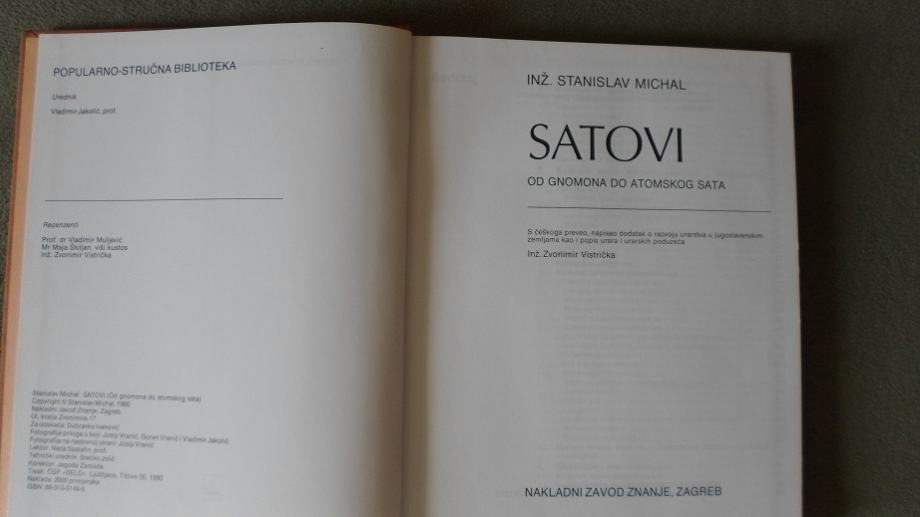 POPULARNO-STRUČNA BIBLIOTEKA
Urednik
Vladimir Jakolić, prof.
Recenzenti
Prof. dr Vladimir Muljević
Mr Maja Škiljan, viši kustos
Inž. Zvonimir Vistrička
Stanislav Michal: SATOVI (Od gnomona do atomskog sata)
Copyright © Stanislav Michal, 1980
Nakladni zavod Znanje, Zagreb,
Ul. kralja Zvonimira 17
Za izdavača: Dubravko Ivanović
Fotografije priloga u boji: Josip Vranić, Goran Vranić i Vladimir Jakolić,
Fotografija na naslovnoj strani: Josip Vranić
Lektor: Neda Spalatin, prof.
Tehnički urednik: Srećko Jolić
Korektor: Jagoda Zamoda
Tisak: ČGP «DELO», Ljubljana, Titova 35, 1990
Naklada: 2000 primjeraka
ISBN:
INŽ. STANISLAV MICHAL
SATOVI
OD GNOMONA DO ATOMSKOG SATA
S češkoga preveo, napisao dodatak o razvoju urarstva u jugoslavenskim
zemljama kao i popis urara i urarskih poduzeća
Inž. Zvonimir Vistrička
NAKLADNI ZAVOD ZNANJE, ZAGREB